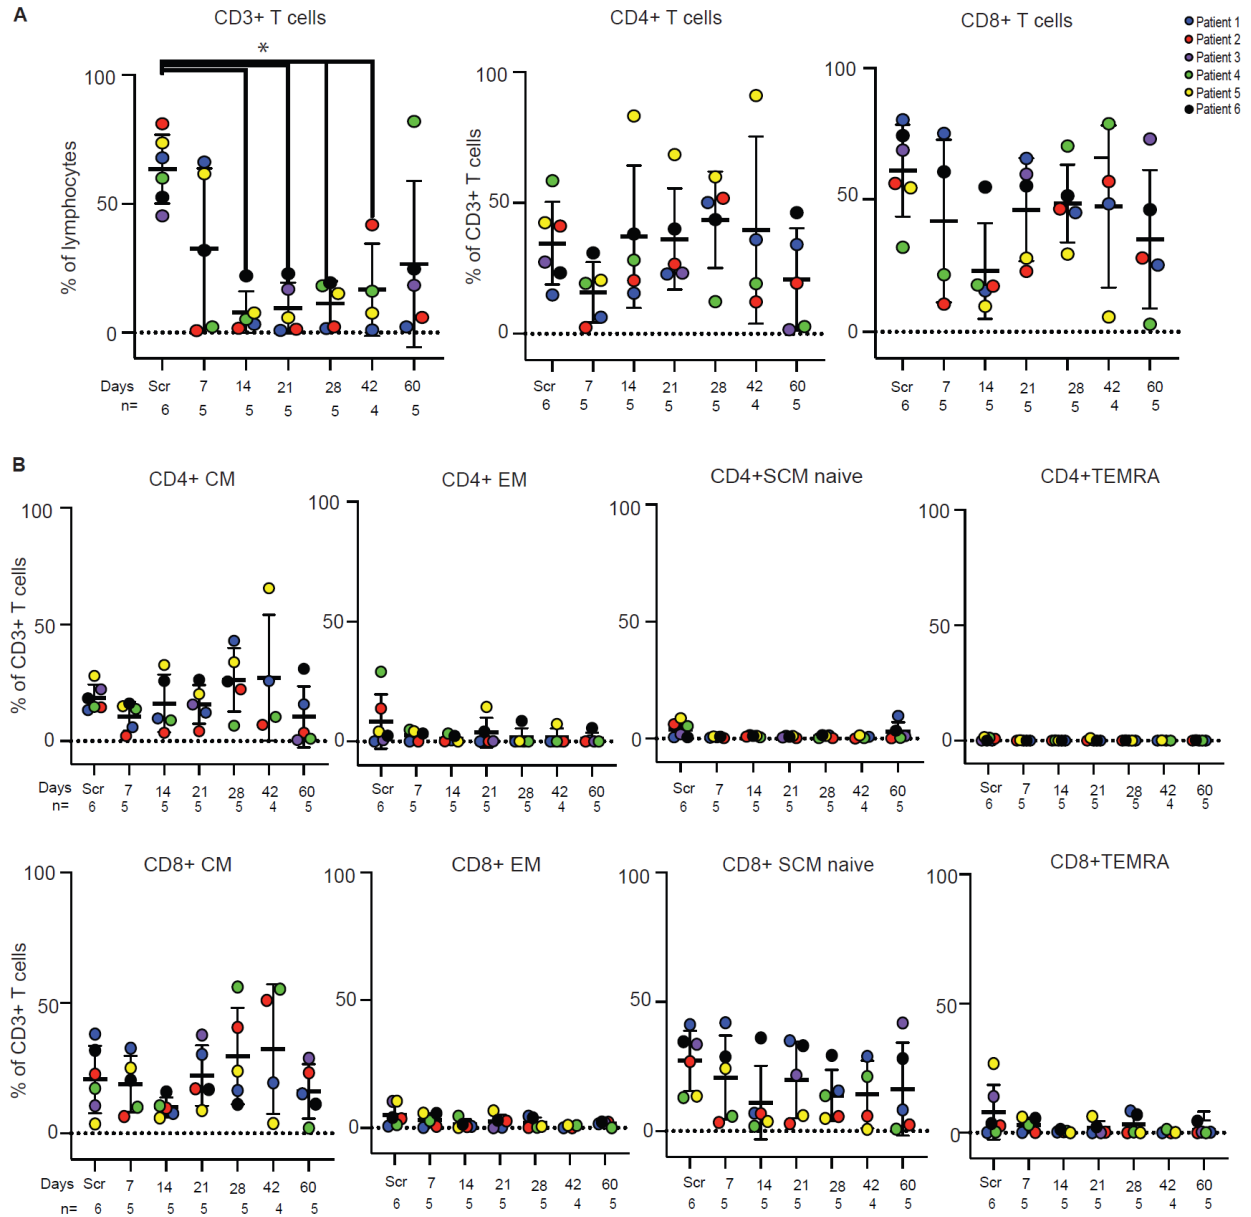 A
CD3+ T cells
CD4+ T cells
CD8+ T cells
Patient 1
Patient 2
Patient 3
Patient 4
Patient 5
Patient 6
*
% of lymphocytes
100
50
0
Days Scr 7 14 21 28 42 60
n= 6 5 5 5 5 4 5
% of CD3+ T cells
100
50
0
Scr 7 14 21 28 42 60
6 5 5 5 5 4 5
100
50
0
Scr 7 14 21 28 42 60
6 5 5 5 5 4 5
B
CD4+ CM
CD4+ EM
CD4+SCM naive
CD4+TEMRA
% of CD3+ T cells
100
50
0
Days Scr 7 14 21 28 42 60
n= 6 5 5 5 5 4 5
100
50
0
Scr 7 14 21 28 42 60
6 5 5 5 5 4 5
100
50
0
Scr 7 14 21 28 42 60
6 5 5 5 5 4 5
100
50
0
Scr 7 14 21 28 42 60
6 5 5 5 5 4 5
CD8+ CM
CD8+ EM
CD8+ SCM naive
CD8+TEMRA
% of CD3+ T cells
100
50
0
Days Scr 7 14 21 28 42 60
n= 6 5 5 5 5 4 5
100
50
0
Scr 7 14 21 28 42 60
6 5 5 5 5 4 5
100
50
0
Scr 7 14 21 28 42 60
6 5 5 5 5 4 5
100
50
0
Scr 7 14 21 28 42 60
6 5 5 5 5 4 5